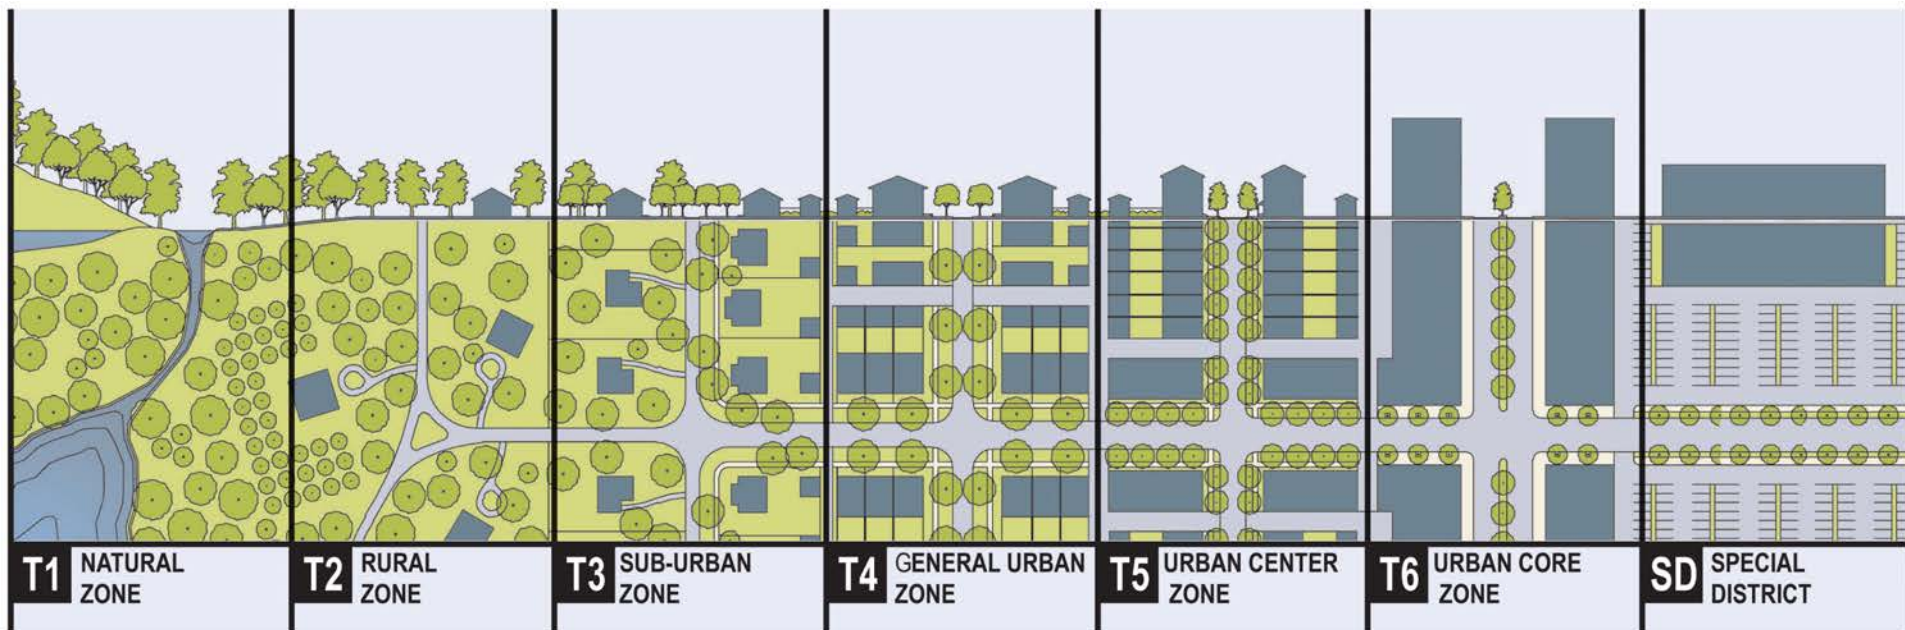 T1 NATURAL
ZONE
T2 RURAL
ZONE
T3 SUB-URBAN
ZONE
T4 GENERAL URBAN
ZONE
T5 URBAN CENTER
ZONE
T6 URBAN CORE
ZONE
SD SPECIAL
DISTRICT